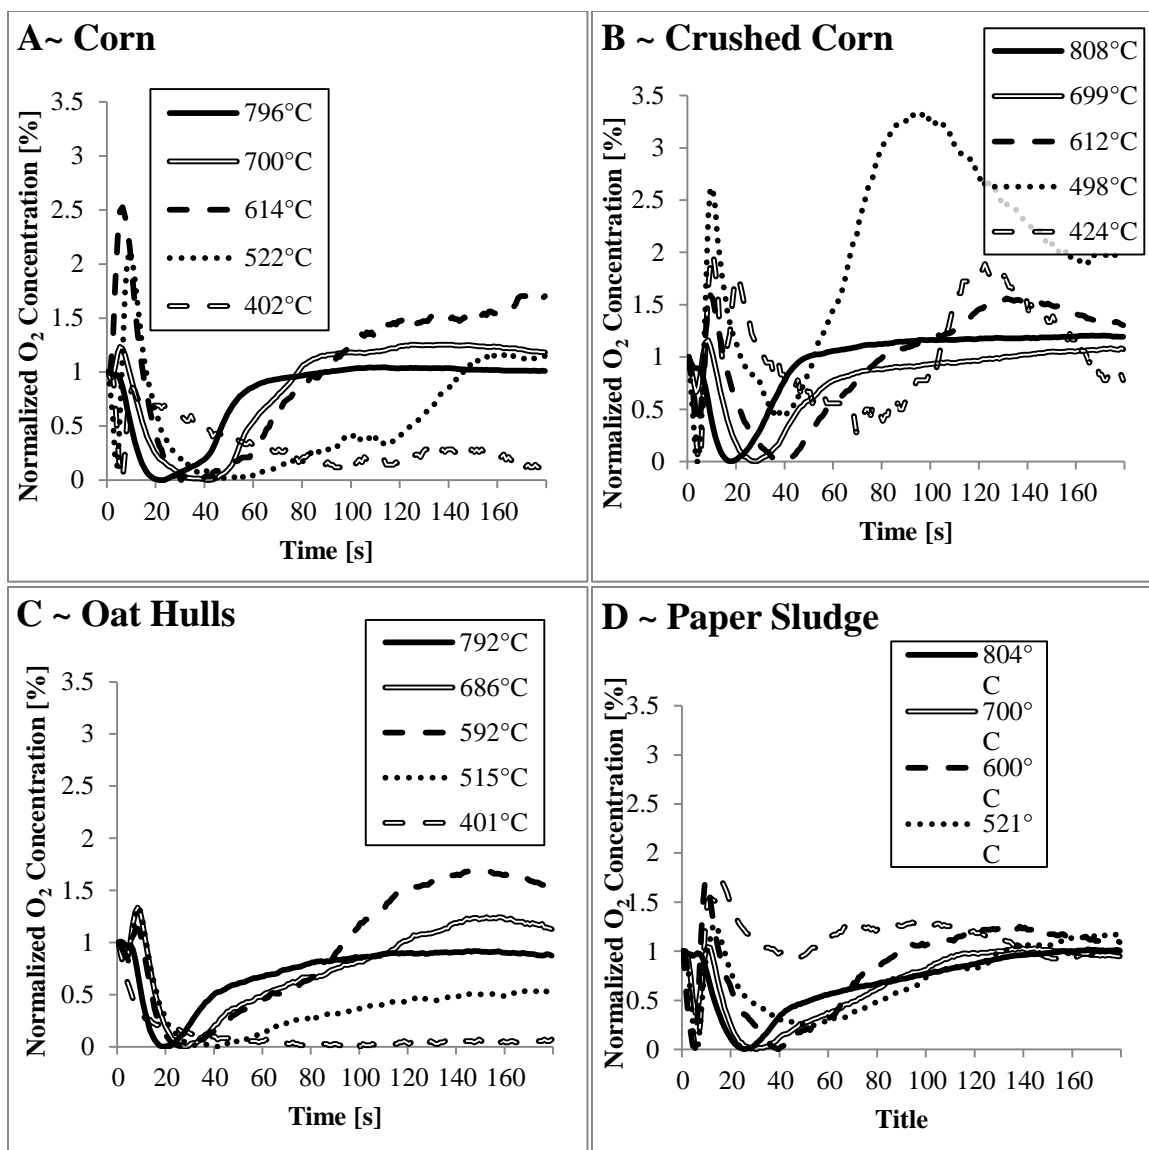 A~ Corn
Normalized O₂ Concentration [%]
3.5
3
2.5
2
1.5
1
0.5
0
796°C
700°C
614°C
522°C
402°C
0 20 40 60 80 100 120 140 160
Time [s]
B ~ Crushed Corn
Normalized O₂ Concentration [%]
3.5
3
2.5
2
1.5
1
0.5
0
808°C
699°C
612°C
498°C
424°C
0 20 40 60 80 100 120 140 160
Time [s]
C ~ Oat Hulls
Normalized O₂ Concentration [%]
3.5
3
2.5
2
1.5
1
0.5
0
792°C
686°C
592°C
515°C
401°C
0 20 40 60 80 100 120 140 160
Time [s]
D ~ Paper Sludge
Normalized O₂ Concentration [%]
3.5
3
2.5
2
1.5
1
0.5
0
804°
C
700°
C
600°
C
521°
C
0 20 40 60 80 100 120 140 160
Title